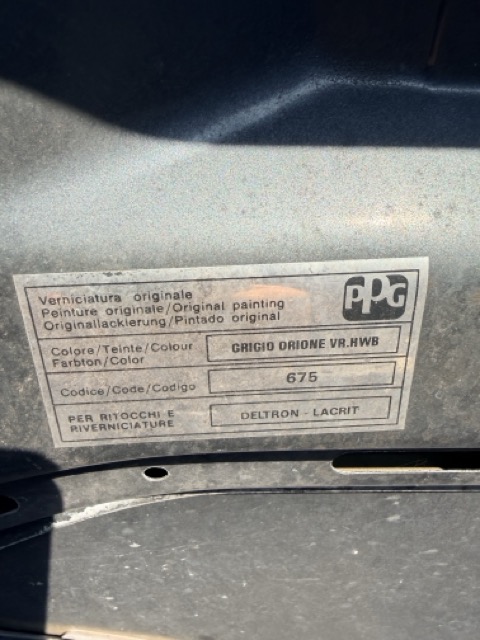 Verniciatura originale
Peinture originale/Original painting
Originallackierung/Pintado original
PPG
Colore/Teinte/Colour
Farbton/Color
GRIGIO ORIONE VR.HWB
Codice/Code/Codigo
675
PER RITOCCHI E
RIVERNICIATURE
DELTRON - LACRIT